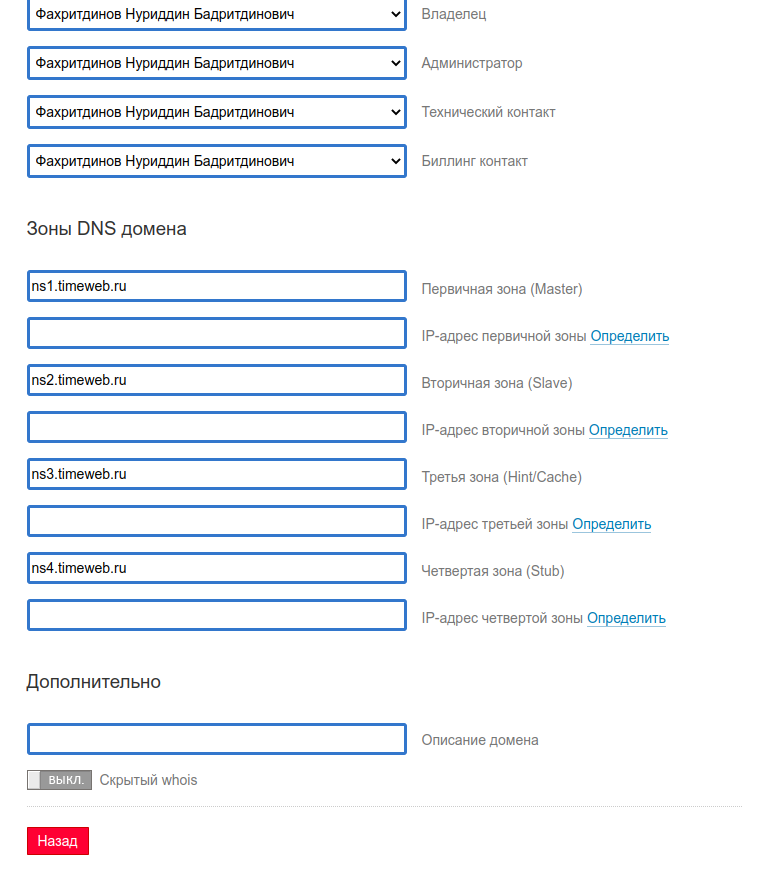 Фахритдинов Нуриддин Бадритдинович Владелец
Фахритдинов Нуриддин Бадритдинович Администратор
Фахритдинов Нуриддин Бадритдинович Технический контакт
Фахритдинов Нуриддин Бадритдинович Биллинг контакт
Зоны DNS домена
ns1.timeweb.ru Первичная зона (Master)
IP-адрес первичной зоны Определить
ns2.timeweb.ru Вторичная зона (Slave)
IP-адрес вторичной зоны Определить
ns3.timeweb.ru Третья зона (Hint/Cache)
IP-адрес третьей зоны Определить
ns4.timeweb.ru Четвертая зона (Stub)
IP-адрес четвертой зоны Определить
Дополнительно
Описание домена
ВЫКЛ. Скрытый whois
Назад